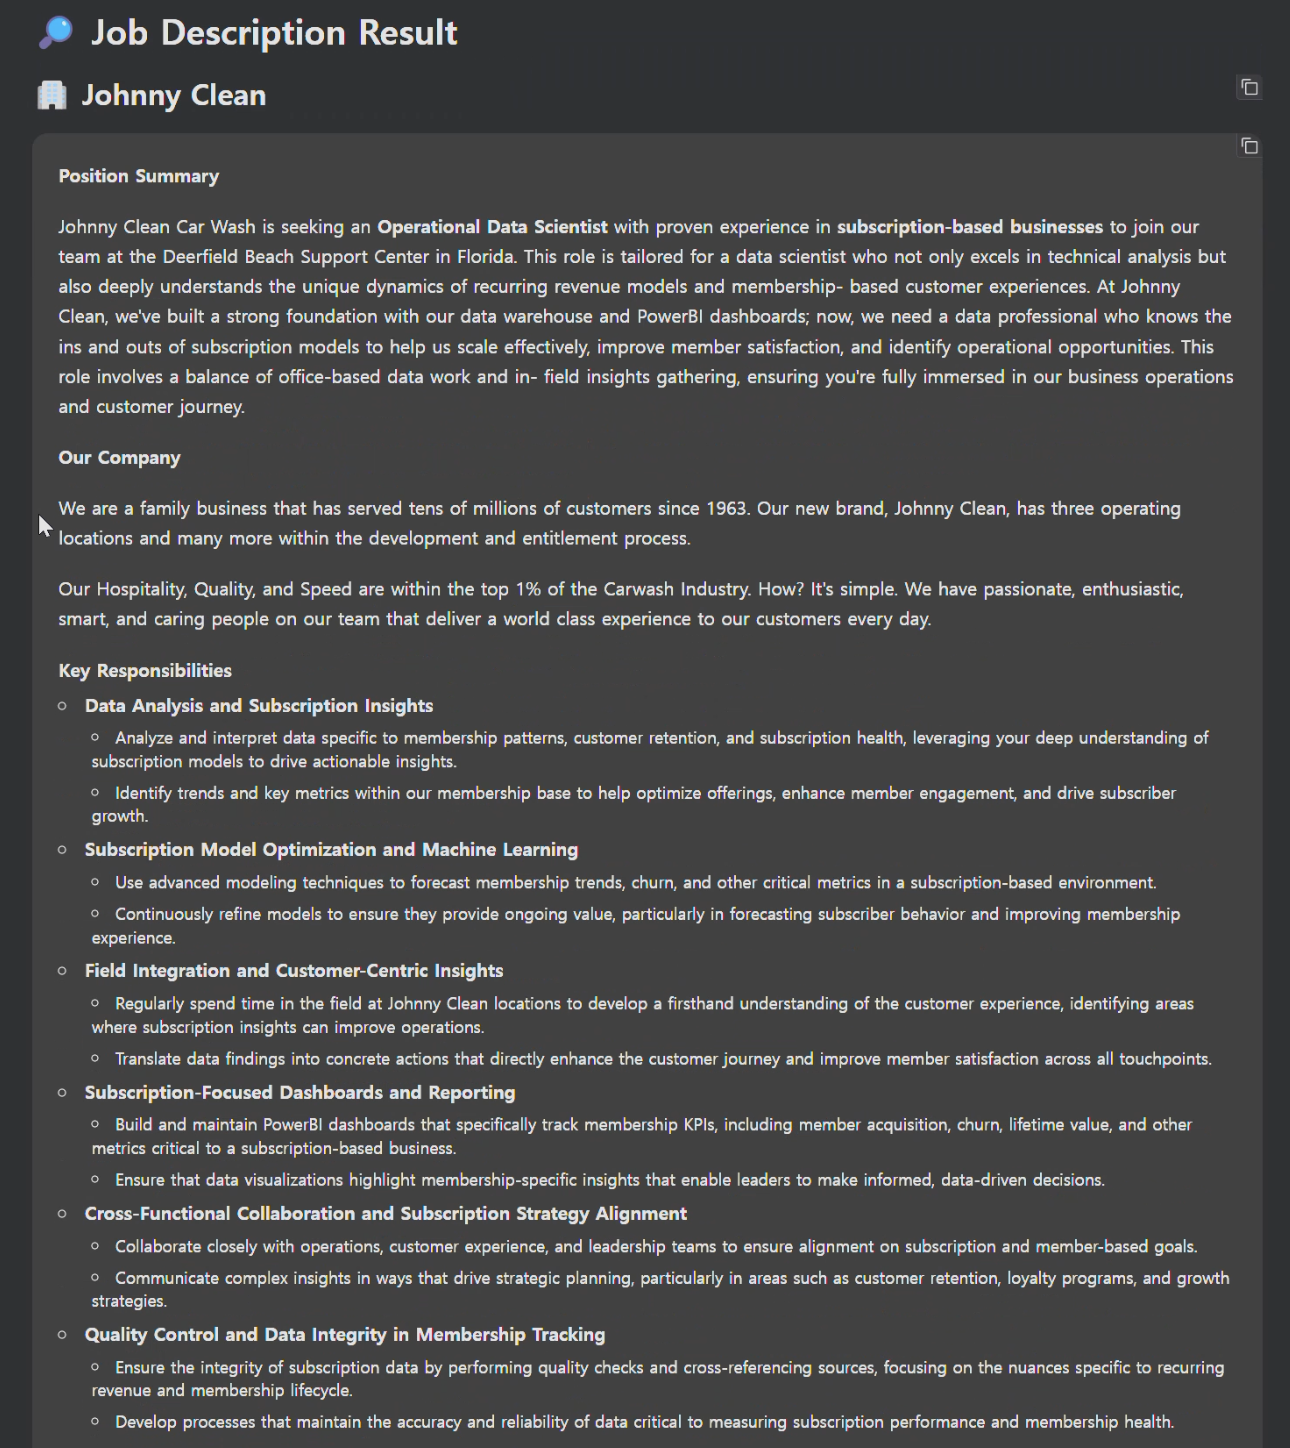 Job Description Result
Johnny Clean
Position Summary
Johnny Clean Car Wash is seeking an Operational Data Scientist with proven experience in subscription-based businesses to join our
team at the Deerfield Beach Support Center in Florida. This role is tailored for a data scientist who not only excels in technical analysis but
also deeply understands the unique dynamics of recurring revenue models and membership- based customer experiences. At Johnny
Clean, we've built a strong foundation with our data warehouse and PowerBI dashboards; now, we need a data professional who knows the
ins and outs of subscription models to help us scale effectively, improve member satisfaction, and identify operational opportunities. This
role involves a balance of office-based data work and in- field insights gathering, ensuring you're fully immersed in our business operations
and customer journey.
Our Company
We are a family business that has served tens of millions of customers since 1963. Our new brand, Johnny Clean, has three operating
locations and many more within the development and entitlement process.
Our Hospitality, Quality, and Speed are within the top 1% of the Carwash Industry. How? It's simple. We have passionate, enthusiastic,
smart, and caring people on our team that deliver a world class experience to our customers every day.
Key Responsibilities
Data Analysis and Subscription Insights
Analyze and interpret data specific to membership patterns, customer retention, and subscription health, leveraging your deep understanding of
subscription models to drive actionable insights.
Identify trends and key metrics within our membership base to help optimize offerings, enhance member engagement, and drive subscriber
growth.
Subscription Model Optimization and Machine Learning
Use advanced modeling techniques to forecast membership trends, churn, and other critical metrics in a subscription-based environment.
Continuously refine models to ensure they provide ongoing value, particularly in forecasting subscriber behavior and improving membership
experience.
Field Integration and Customer-Centric Insights
Regularly spend time in the field at Johnny Clean locations to develop a firsthand understanding of the customer experience, identifying areas
where subscription insights can improve operations.
Translate data findings into concrete actions that directly enhance the customer journey and improve member satisfaction across all touchpoints.
Subscription-Focused Dashboards and Reporting
Build and maintain PowerBI dashboards that specifically track membership KPIs, including member acquisition, churn, lifetime value, and other
metrics critical to a subscription-based business.
Ensure that data visualizations highlight membership-specific insights that enable leaders to make informed, data-driven decisions.
Cross-Functional Collaboration and Subscription Strategy Alignment
Collaborate closely with operations, customer experience, and leadership teams to ensure alignment on subscription and member-based goals.
Communicate complex insights in ways that drive strategic planning, particularly in areas such as customer retention, loyalty programs, and growth
strategies.
Quality Control and Data Integrity in Membership Tracking
Ensure the integrity of subscription data by performing quality checks and cross-referencing sources, focusing on the nuances specific to recurring
revenue and membership lifecycle.
Develop processes that maintain the accuracy and reliability of data critical to measuring subscription performance and membership health.